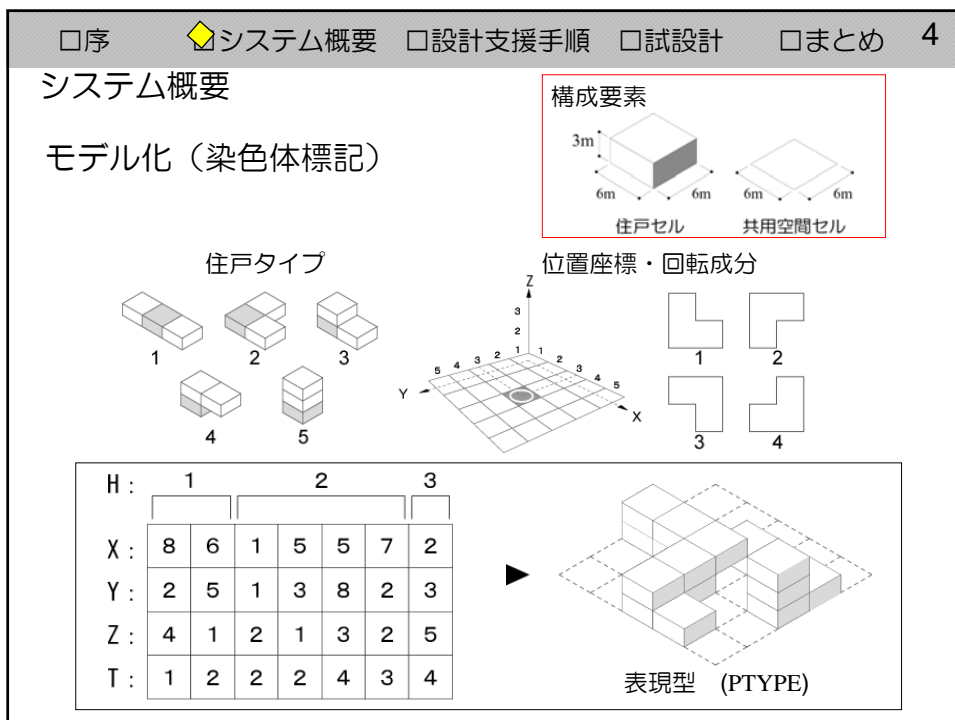 □序 □システム概要 □設計支援手順 □試設計 □まとめ 4
システム概要
モデル化（染色体標記）
構成要素
3m
6m 6m 6m 6m
住戸セル 共用空間セル
住戸タイプ
1 2 3
4 5
位置座標・回転成分
Z
3
2
1
5 4 3 2 1 1 2 3 4 5
Y X
1 2
3 4
H： 1 2 3
X： 8 6 1 5 5 7 2
Y： 2 5 1 3 8 2 3
Z： 4 1 2 1 3 2 5
T： 1 2 2 2 4 3 4
表現型 (PTYPE)